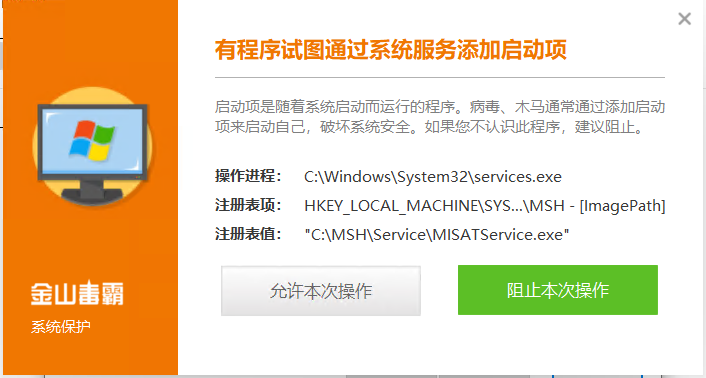 有程序试图通过系统服务添加启动项
启动项是随着系统启动而运行的程序。病毒、木马通常通过添加启动
项来启动自己，破坏系统安全。如果您不认识此程序，建议阻止。
操作进程： C:\Windows\System32\services.exe
注册表项： HKEY_LOCAL_MACHINE\SYS...\MSH - [ImagePath]
注册表值： "C:\MSH\Service\MISATService.exe"
允许本次操作 阻止本次操作
金山毒霸
系统保护